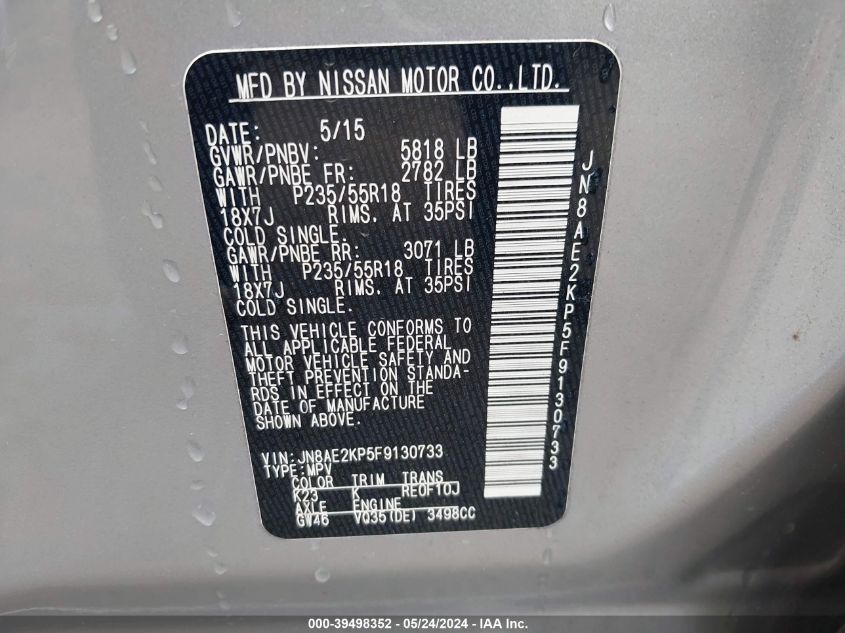 MFD BY NISSAN MOTOR CO.,LTD.
DATE: 5/15
GVWR/PNBV: 5818 LB
GAWR/PNBE FR: 2782 LB
WITH P235/55R18 TIRES
18X7J RIMS. AT 35PSI
COLD SINGLE.
GAWR/PNBE RR: 3071 LB
WITH P235/55R18 TIRES
18X7J RIMS. AT 35PSI
COLD SINGLE.
THIS VEHICLE CONFORMS TO
ALL APPLICABLE FEDERAL
MOTOR VEHICLE SAFETY AND
THEFT PREVENTION STANDA-
RDS IN EFFECT ON THE
DATE OF MANUFACTURE
SHOWN ABOVE.
VIN:JN8AE2KP5F9130733
TYPE:MPV
COLOR TRIM TRANS
K23 K RE0F10J
AXLE ENGINE
GW46 VQ35(DE) 3498CC
JN8AE2KP5F9130733
000-39498352 - 05/24/2024 - IAA Inc.